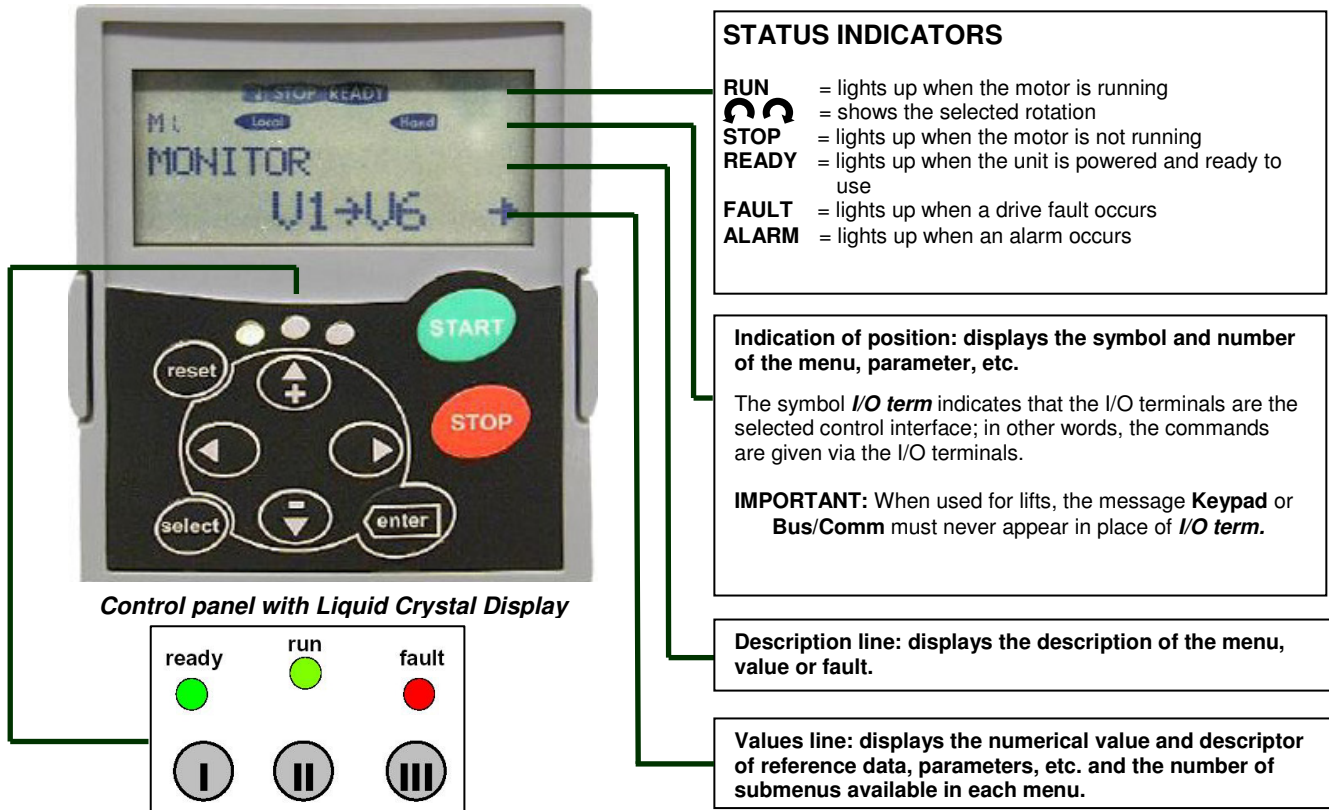 STOP READY
Local Hand
MONITOR
V1→V6
START
reset
+
STOP
-
select
enter
Control panel with Liquid Crystal Display
ready run fault
I II III
STATUS INDICATORS
RUN = lights up when the motor is running
= shows the selected rotation
STOP = lights up when the motor is not running
READY = lights up when the unit is powered and ready to
use
FAULT = lights up when a drive fault occurs
ALARM = lights up when an alarm occurs
Indication of position: displays the symbol and number
of the menu, parameter, etc.
The symbol I/O term indicates that the I/O terminals are the
selected control interface; in other words, the commands
are given via the I/O terminals.
IMPORTANT: When used for lifts, the message Keypad or
Bus/Comm must never appear in place of I/O term.
Description line: displays the description of the menu,
value or fault.
Values line: displays the numerical value and descriptor
of reference data, parameters, etc. and the number of
submenus available in each menu.